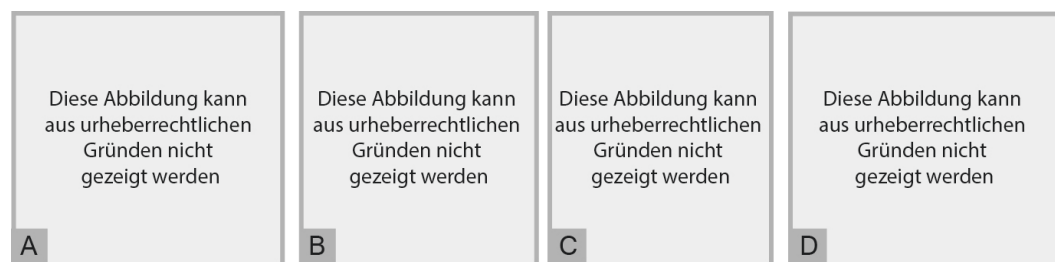 Diese Abbildung kann
aus urheberrechtlichen
Gründen nicht
gezeigt werden
A
Diese Abbildung kann
aus urheberrechtlichen
Gründen nicht
gezeigt werden
B
Diese Abbildung kann
aus urheberrechtlichen
Gründen nicht
gezeigt werden
C
Diese Abbildung kann
aus urheberrechtlichen
Gründen nicht
gezeigt werden
D